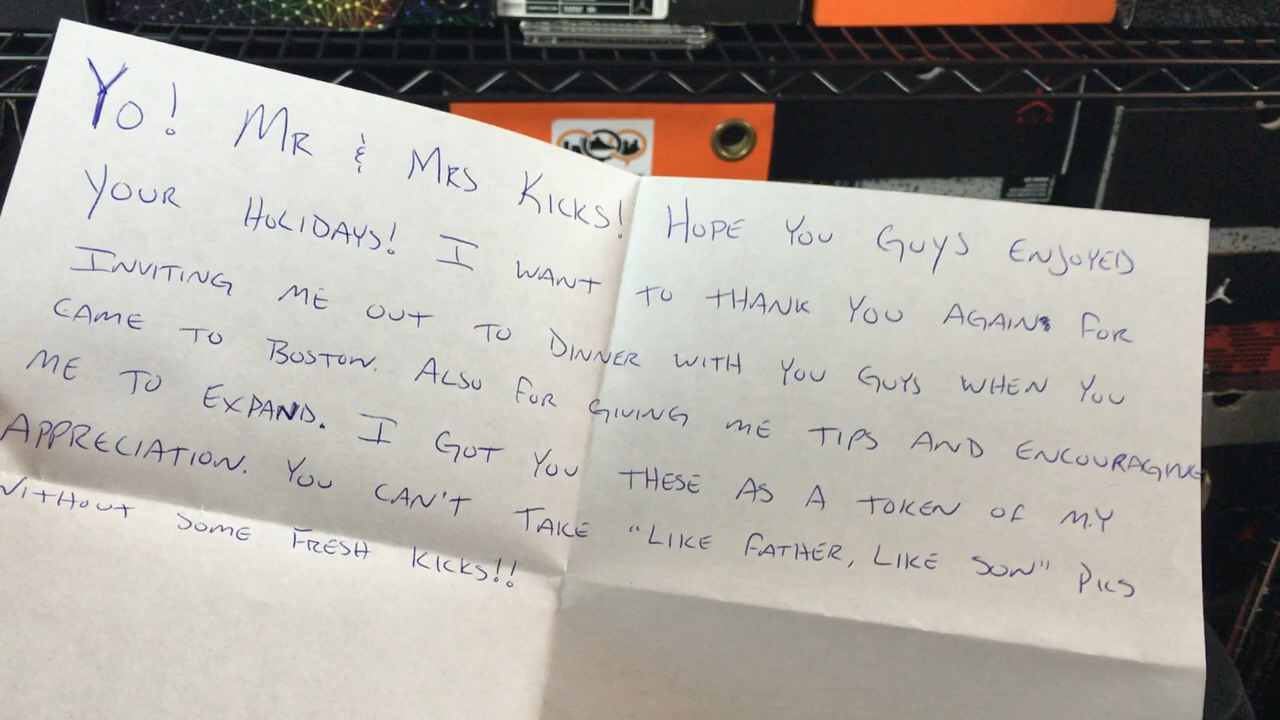 Yo! MR & MRS KICKS! HOPE YOU GUYS ENJOYED
YOUR HOLIDAYS! I WANT TO THANK YOU AGAIN FOR
INVITING ME OUT TO DINNER WITH YOU GUYS WHEN YOU
CAME TO BOSTON. ALSO FOR GIVING ME TIPS AND ENCOURAGING
ME TO EXPAND. I GOT YOU THESE AS A TOKEN OF MY
APPRECIATION. YOU CAN'T TAKE "LIKE FATHER, LIKE SON" PICS
WITHOUT SOME FRESH KICKS!!